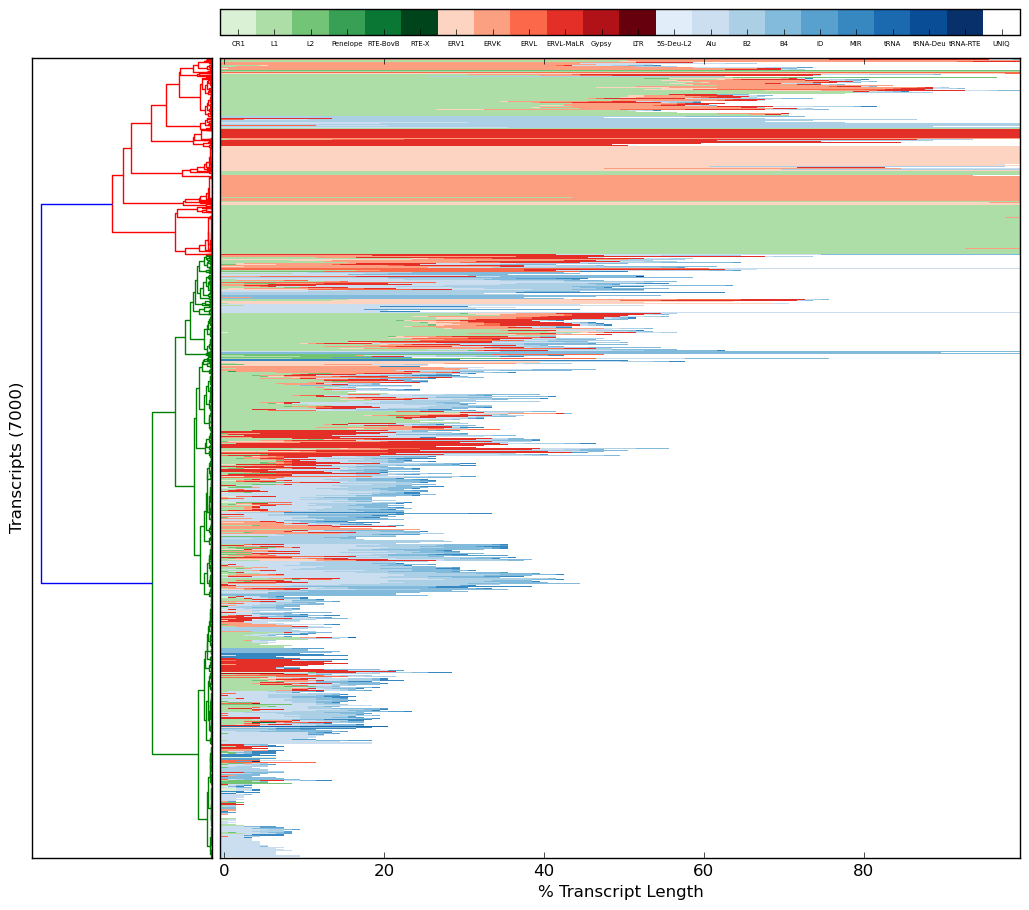 CR1 L1 L2 Penelope RTE-BovB RTE-X ERV1 ERVK ERVL ERVL-MaLR Gypsy LTR 5S-Deu-L2 Alu B2 B4 ID MIR tRNA tRNA-Deu tRNA-RTE UNIQ
Transcripts (7000)
0 20 40 60 80
% Transcript Length